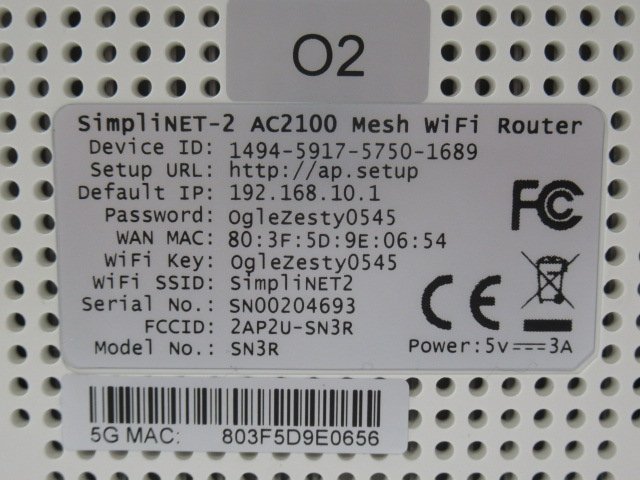 O2
SimpliNET-2 AC2100 Mesh WiFi Router
Device ID: 1494-5917-5750-1689
Setup URL: http://ap.setup
Default IP: 192.168.10.1
Password: OgleZesty0545
WAN MAC: 80:3F:5D:9E:06:54
WiFi Key: OgleZesty0545
WiFi SSID: SimpliNET2
Serial No.: SN00204693
FCCID: 2AP2U-SN3R
Model No.: SN3R
FC
CE
Power: 5v⎓3A
5G MAC: 803F5D9E0656